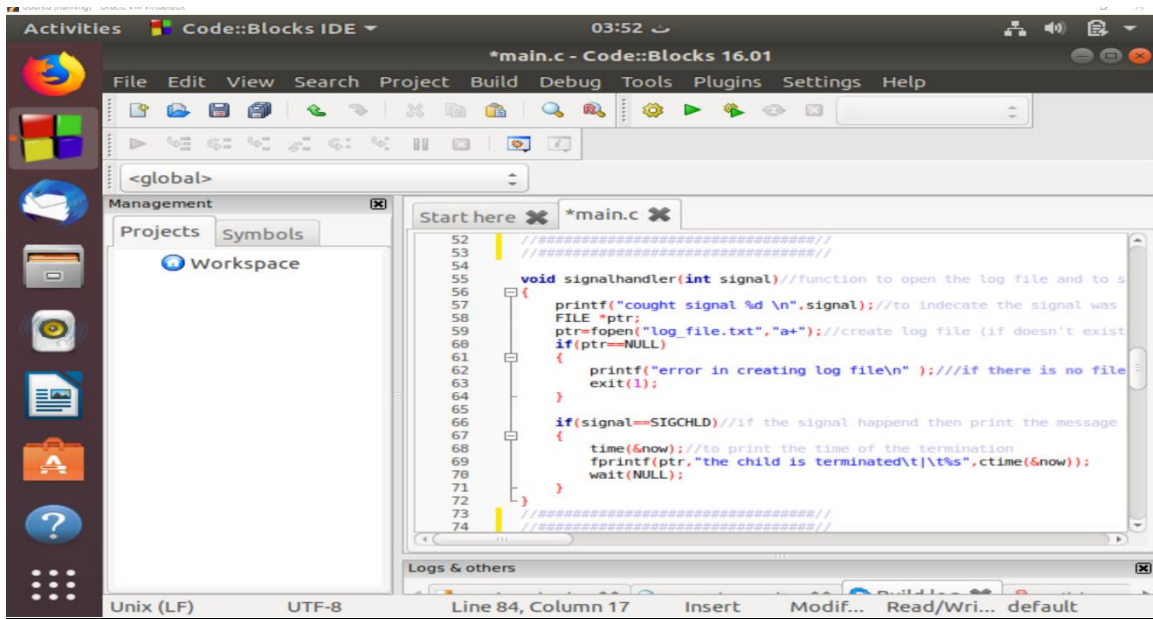 Activities Code::Blocks IDE 03:52 ث
*main.c - Code::Blocks 16.01
File Edit View Search Project Build Debug Tools Plugins Settings Help
<global>
Management
Projects Symbols
Workspace
Start here *main.c
52 //################################//
53 //################################//
54
55 void signalhandler(int signal)//function to open the log file and to s
56 {
57 printf("cought signal %d \n",signal);//to indecate the signal was
58 FILE *ptr;
59 ptr=fopen("log_file.txt","a+");//create log file (if doesn't exist
60 if(ptr==NULL)
61 {
62 printf("error in creating log file\n" );///if there is no file
63 exit(1);
64 }
65
66 if(signal==SIGCHLD)//if the signal happend then print the message
67 {
68 time(&now);//to print the time of the termination
69 fprintf(ptr,"the child is terminated\t|\t%s",ctime(&now));
70 wait(NULL);
71 }
72 }
73 //################################//
74 //################################//
Logs & others
Unix (LF) UTF-8 Line 84, Column 17 Insert Modif... Read/Wri... default